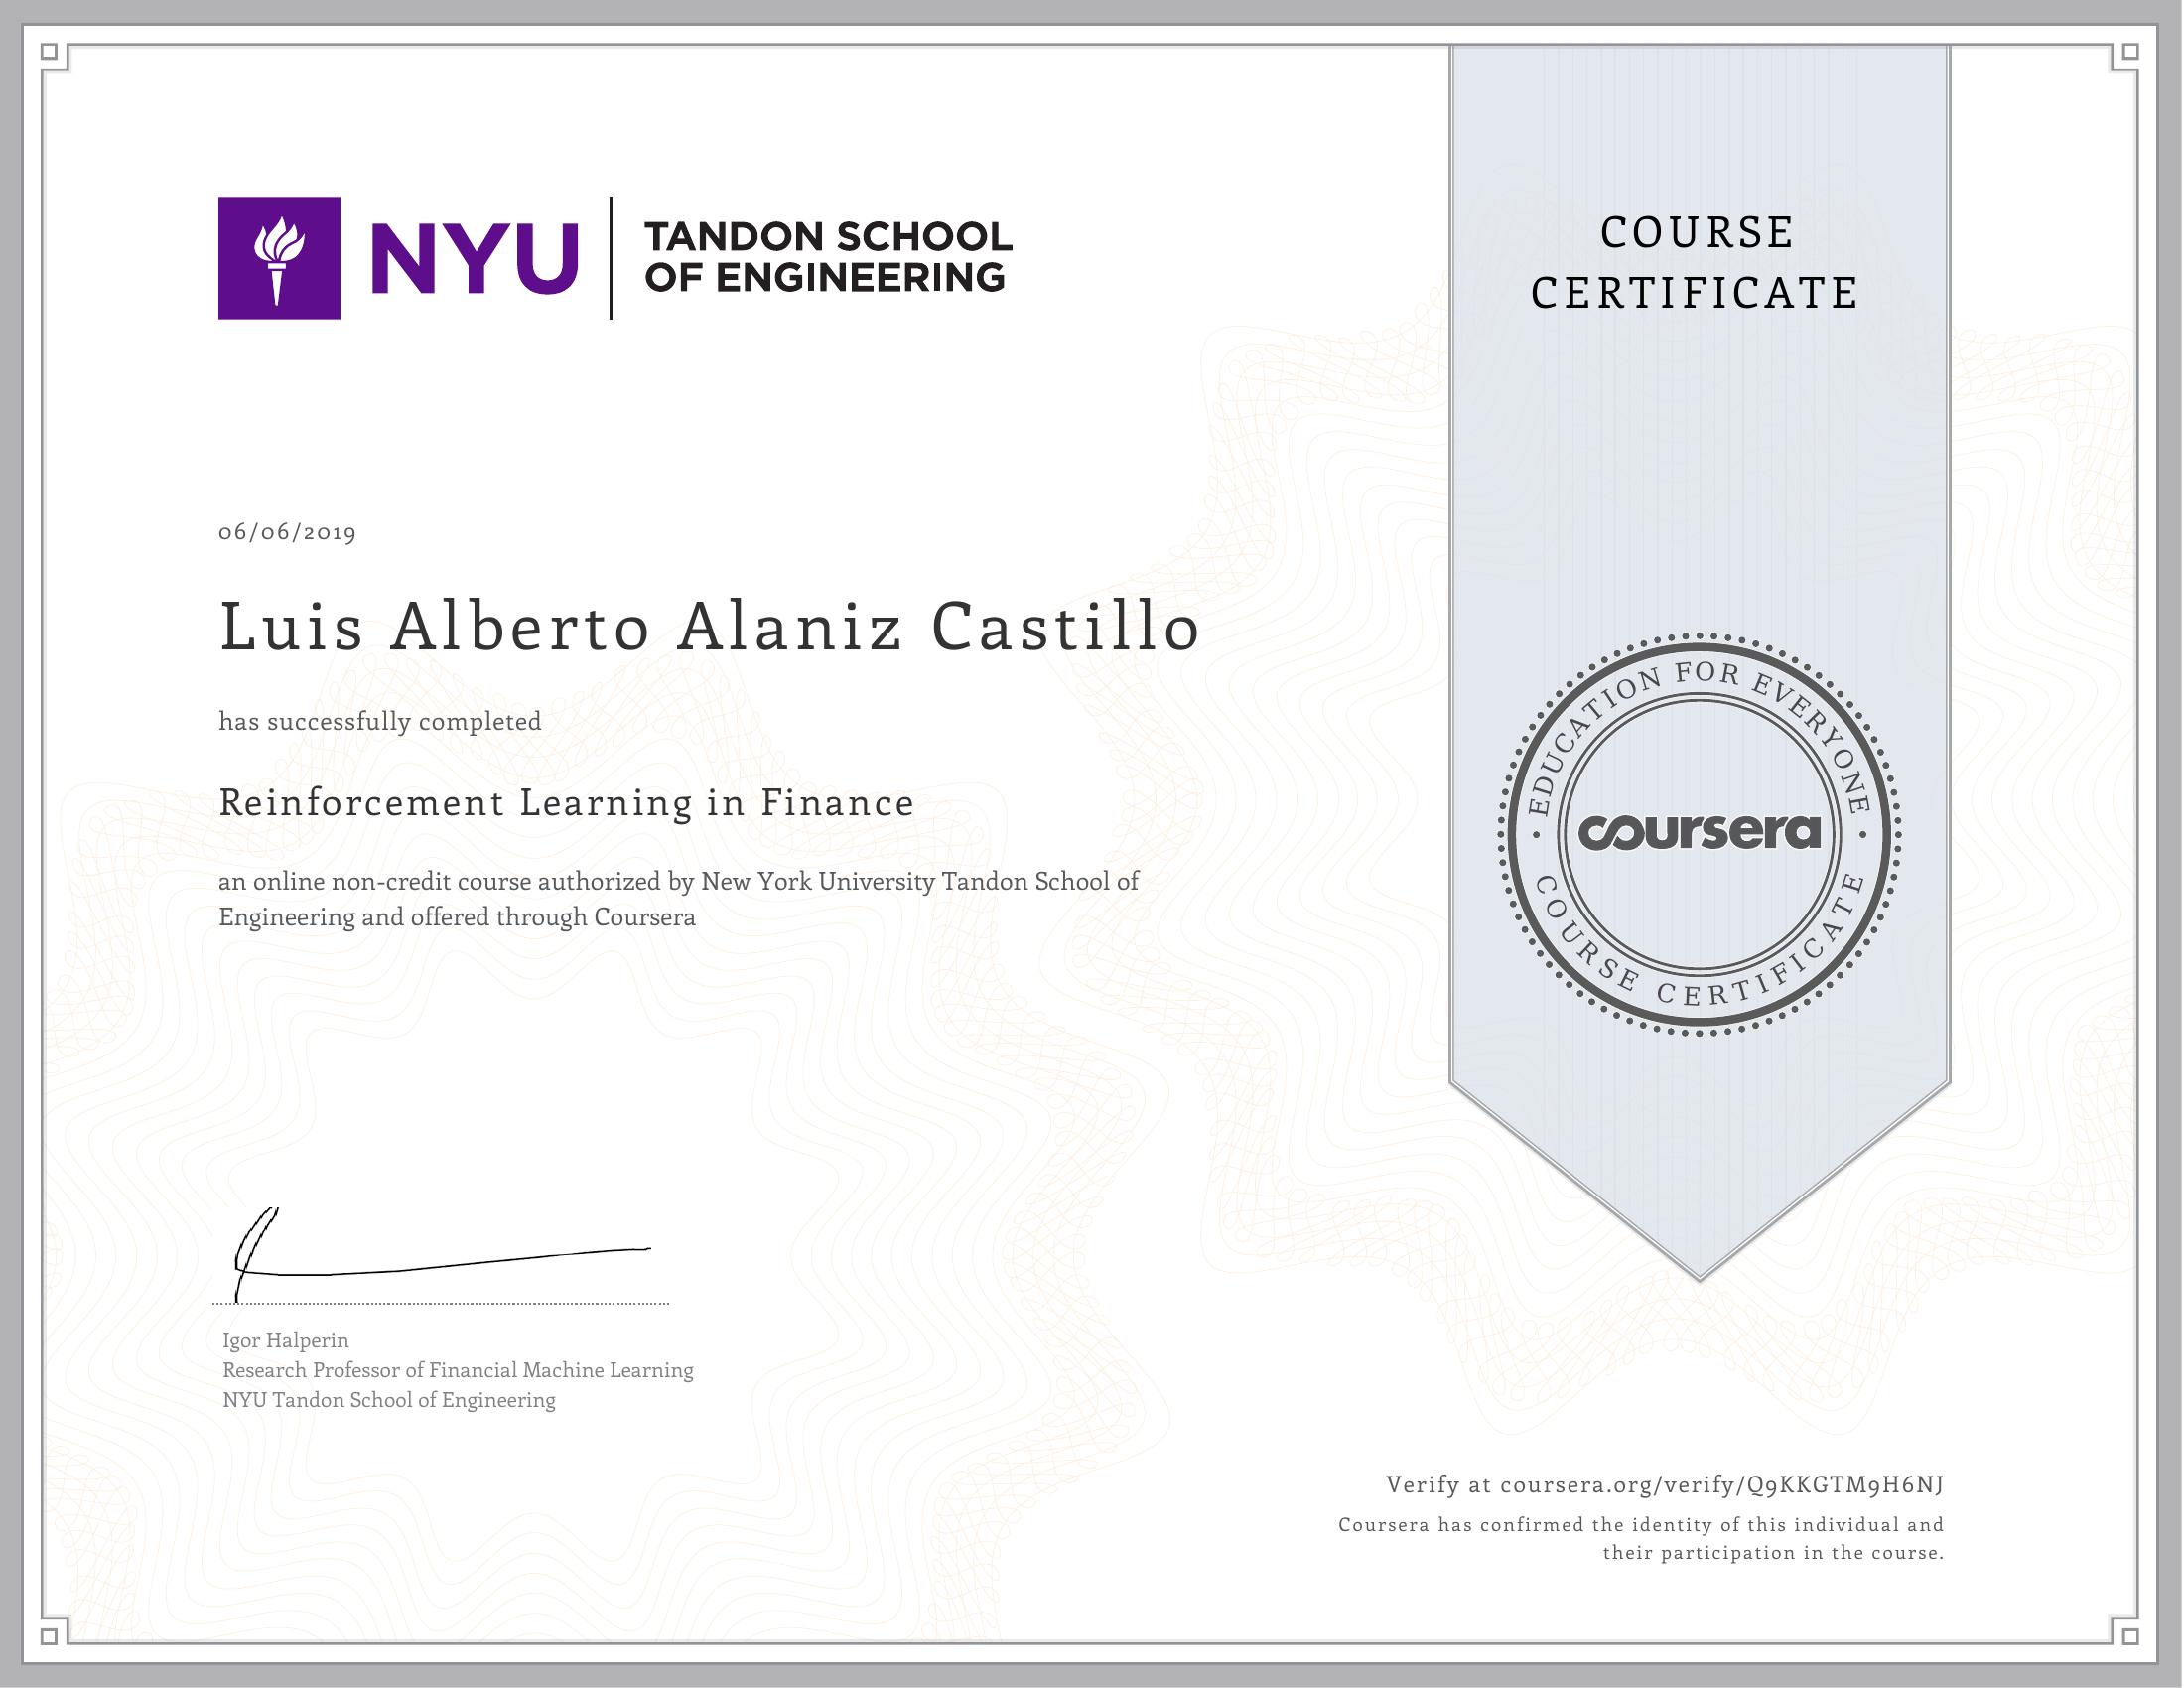 NYU
TANDON SCHOOL
OF ENGINEERING
COURSE
CERTIFICATE
06/06/2019
Luis Alberto Alaniz Castillo
has successfully completed
Reinforcement Learning in Finance
an online non-credit course authorized by New York University Tandon School of
Engineering and offered through Coursera
EDUCATION FOR EVERYONE
coursera
COURSE CERTIFICATE
Igor Halperin
Research Professor of Financial Machine Learning
NYU Tandon School of Engineering
Verify at coursera.org/verify/Q9KKGTM9H6NJ
Coursera has confirmed the identity of this individual and
their participation in the course.